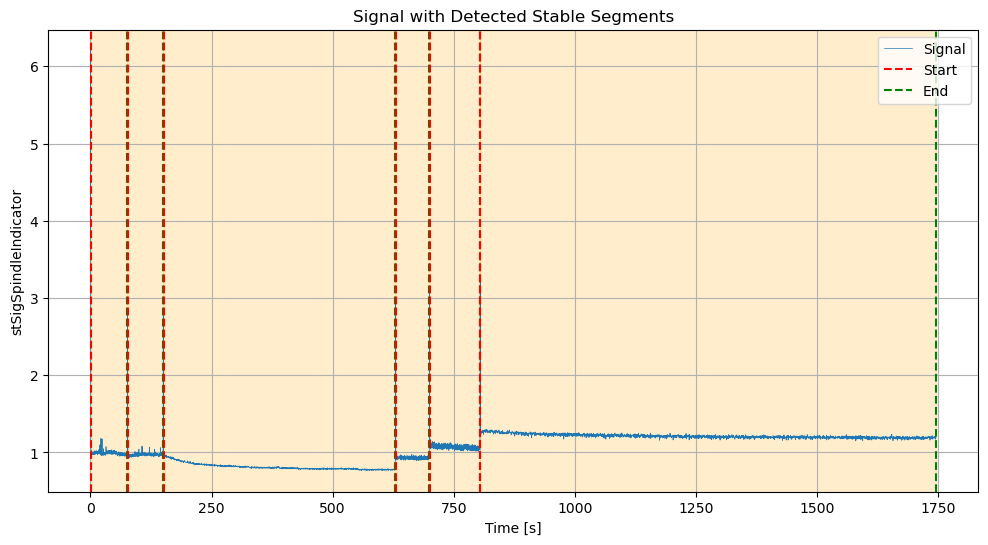 Signal with Detected Stable Segments
stSigSpindleIndicator
6
5
4
3
2
1
Signal
Start
End
0 250 500 750 1000 1250 1500 1750
Time [s]